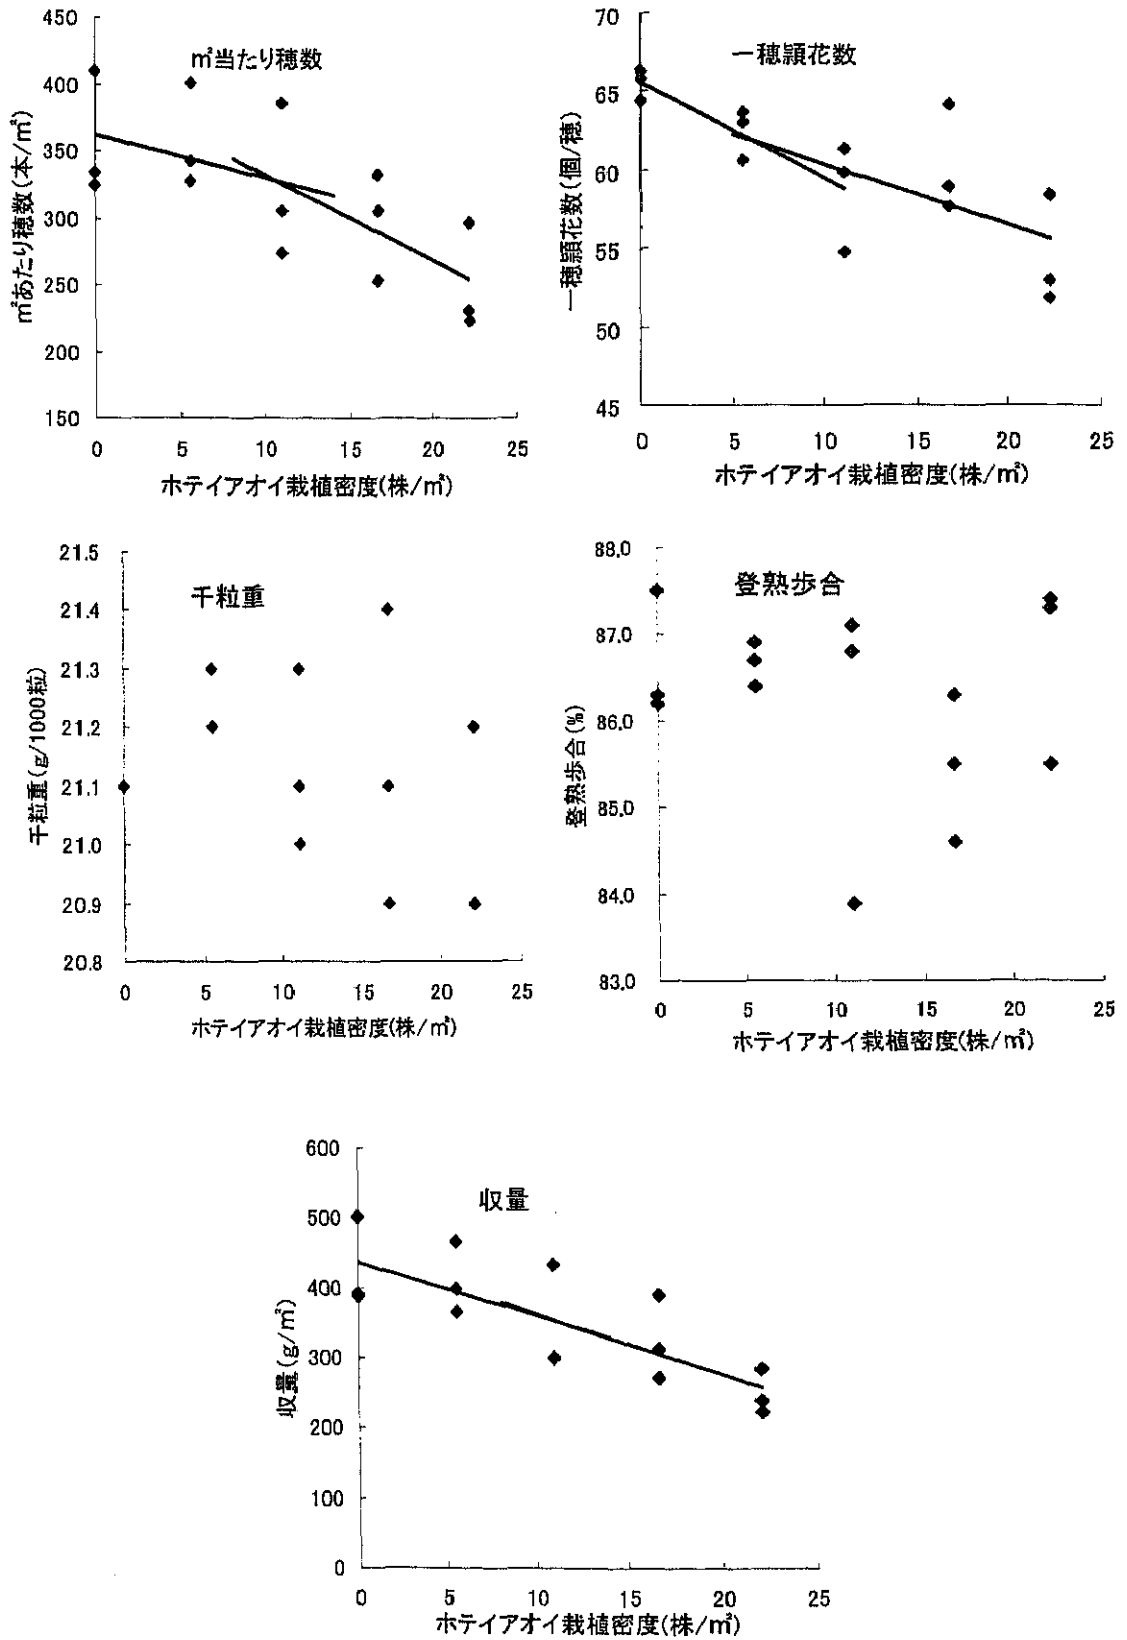 m²当たり穂数
m²あたり穂数(本/m²)
450
400
350
300
250
200
150
0 5 10 15 20 25
ホテイアオイ栽植密度(株/m²)
一穂頴花数
一穂頴花数(個/穂)
70
65
60
55
50
45
0 5 10 15 20 25
ホテイアオイ栽植密度(株/m²)
千粒重
千粒重(g/1000粒)
21.5
21.4
21.3
21.2
21.1
21.0
20.9
20.8
0 5 10 15 20 25
ホテイアオイ栽植密度(株/m²)
登熟歩合
登熟歩合(%)
88.0
87.0
86.0
85.0
84.0
83.0
0 5 10 15 20 25
ホテイアオイ栽植密度(株/m²)
収量
収量(g/m²)
600
500
400
300
200
100
0
0 5 10 15 20 25
ホテイアオイ栽植密度(株/m²)